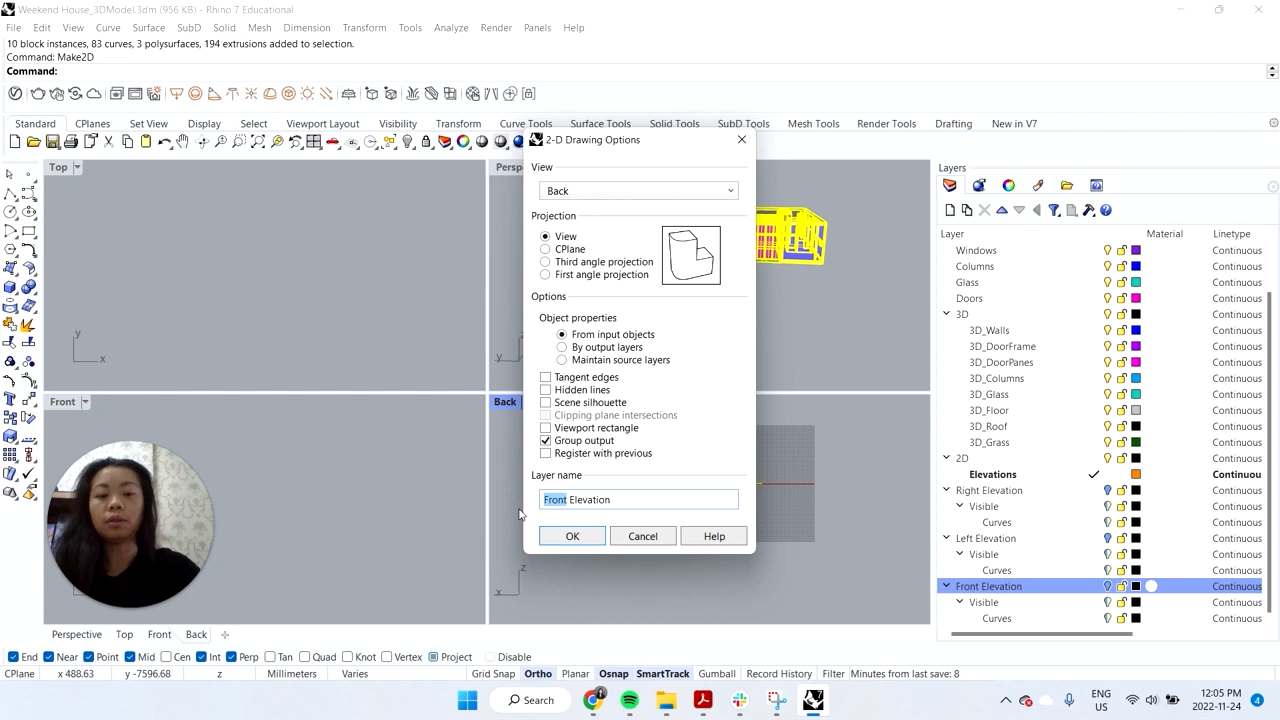 Weekend House_3DModel.3dm (956 KB) - Rhino 7 Educational
File Edit View Curve Surface SubD Solid Mesh Dimension Transform Tools Analyze Render Panels Help
10 block instances, 83 curves, 3 polysurfaces, 194 extrusions added to selection.
Command: Make2D
Command:
Standard CPlanes Set View Display Select Viewport Layout Visibility Transform Curve Tools Surface Tools Solid Tools SubD Tools Mesh Tools Render Tools Drafting New in V7
Top
y
x
Front
Back
y
z
x
2-D Drawing Options
View
Back
Projection
View
CPlane
Third angle projection
First angle projection
Options
Object properties
From input objects
By output layers
Maintain source layers
Tangent edges
Hidden lines
Scene silhouette
Clipping plane intersections
Viewport rectangle
Group output
Register with previous
Layer name
Front Elevation
OK Cancel Help
Layers
Layer Material Linetype
Windows Continuous
Columns Continuous
Glass Continuous
Doors Continuous
3D Continuous
3D_Walls Continuous
3D_DoorFrame Continuous
3D_DoorPanes Continuous
3D_Columns Continuous
3D_Glass Continuous
3D_Floor Continuous
3D_Roof Continuous
3D_Grass Continuous
2D Continuous
Elevations Continuou
Right Elevation Continuous
Visible Continuous
Curves Continuous
Left Elevation Continuous
Visible Continuous
Curves Continuous
Front Elevation Continuous
Visible Continuous
Curves Continuous
Perspective Top Front Back
End Near Point Mid Cen Int Perp Tan Quad Knot Vertex Project Disable
CPlane x 488.63 y -7596.68 z Millimeters Varies Grid Snap Ortho Planar Osnap SmartTrack Gumball Record History Filter Minutes from last save: 8
Search
ENG
US
12:05 PM
2022-11-24
4